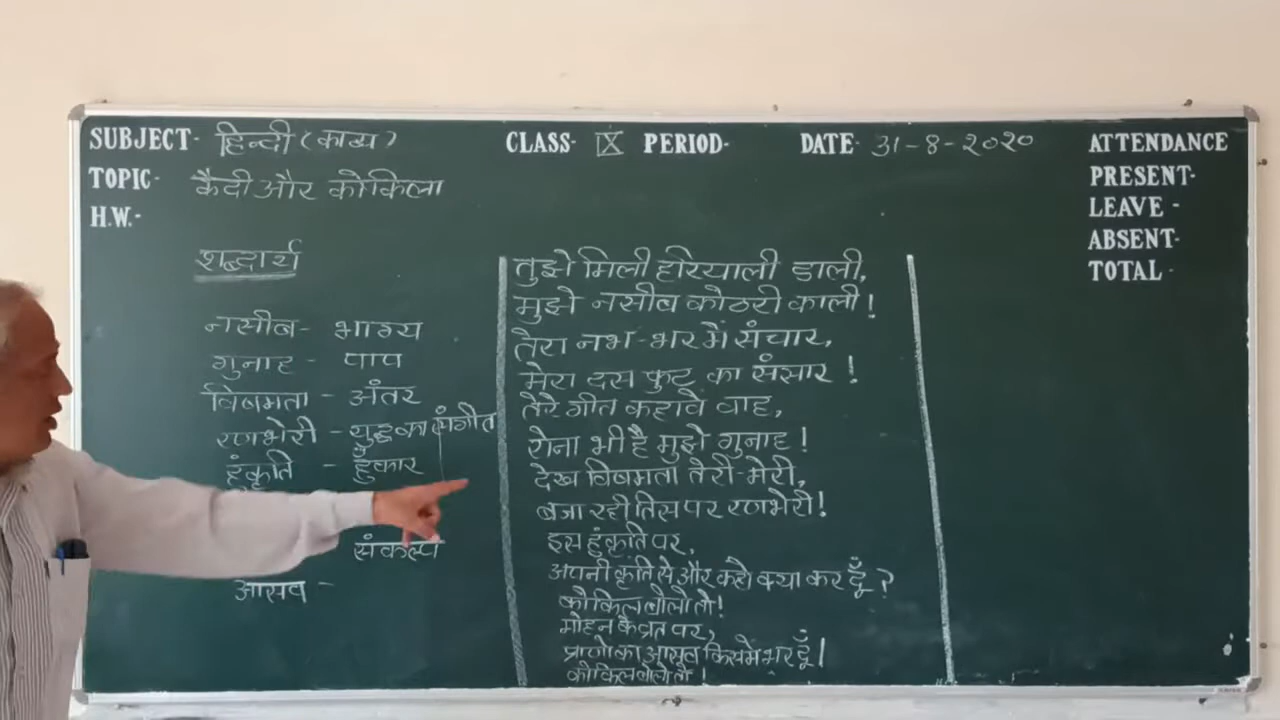 SUBJECT- हिन्दी (काव्य)
CLASS- IX PERIOD-
DATE- 31-8-2020
TOPIC- कैदी और कोकिला
H.W.-
ATTENDANCE
PRESENT-
LEAVE -
ABSENT-
TOTAL -
शब्दार्थ
नसीब - भाग्य
गुनाह - पाप
विषमता - अंतर
रणभेरी - युद्ध का संगीत
हुंकृति - हुँकार
संकल्प
आसव -
तुझे मिली हरियाली डाली,
मुझे नसीब कोठरी काली!
तेरा नभ-भर में संचार,
मेरा दस फुट का संसार!
तेरे गीत कहावें वाह,
रोना भी है मुझे गुनाह!
देख विषमता तेरी-मेरी,
बजा रही तिस पर रणभेरी!
इस हुंकृति पर,
अपनी कृति से और कहो क्या कर दूँ?
कोकिल बोलो तो!
मोहन के व्रत पर,
प्राणों का आसव किसमें भर दूँ!
कोकिल बोलो तो!